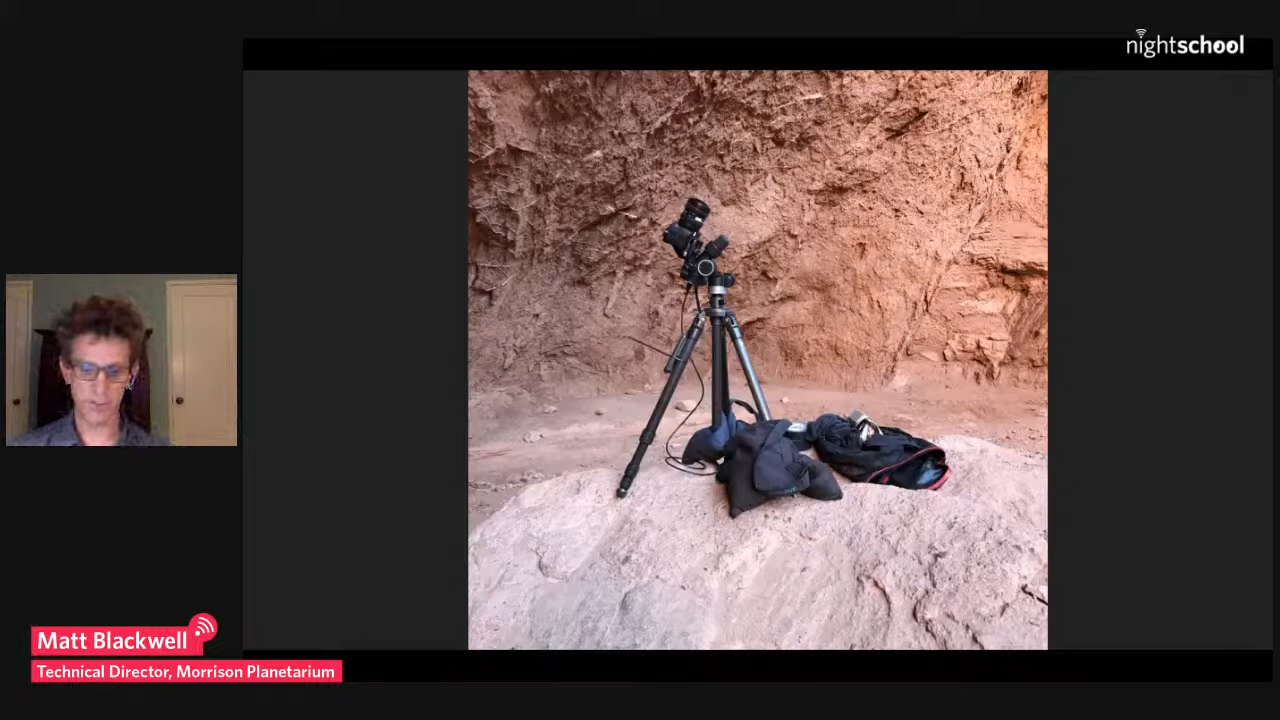 nightschool
Matt Blackwell
Technical Director, Morrison Planetarium